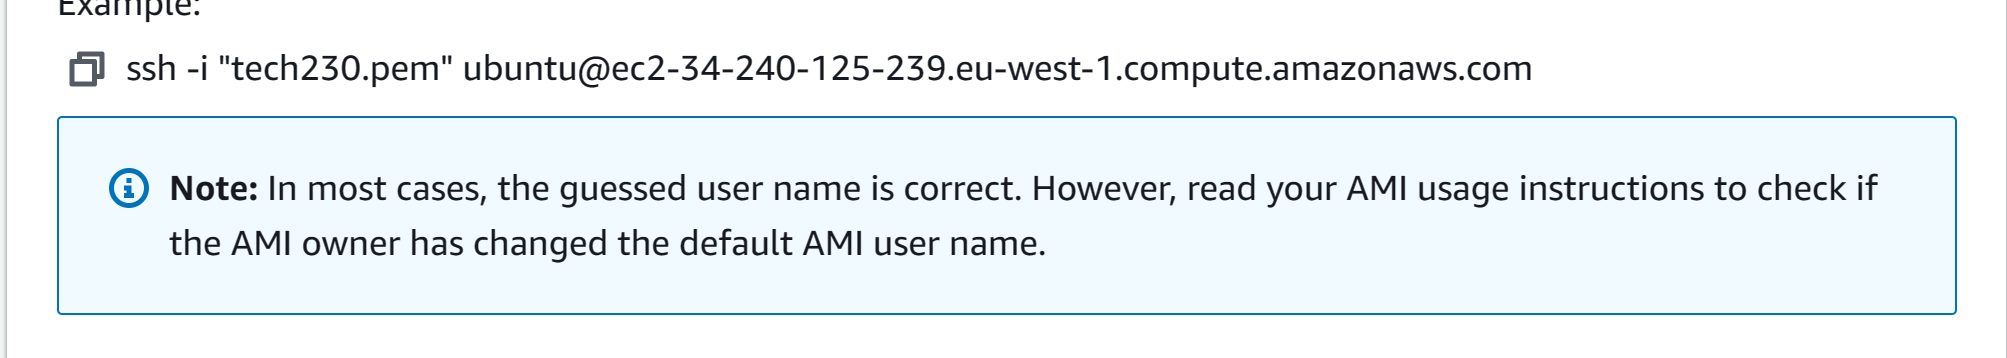 Example:
ssh -i "tech230.pem" ubuntu@ec2-34-240-125-239.eu-west-1.compute.amazonaws.com
Note: In most cases, the guessed user name is correct. However, read your AMI usage instructions to check if
the AMI owner has changed the default AMI user name.